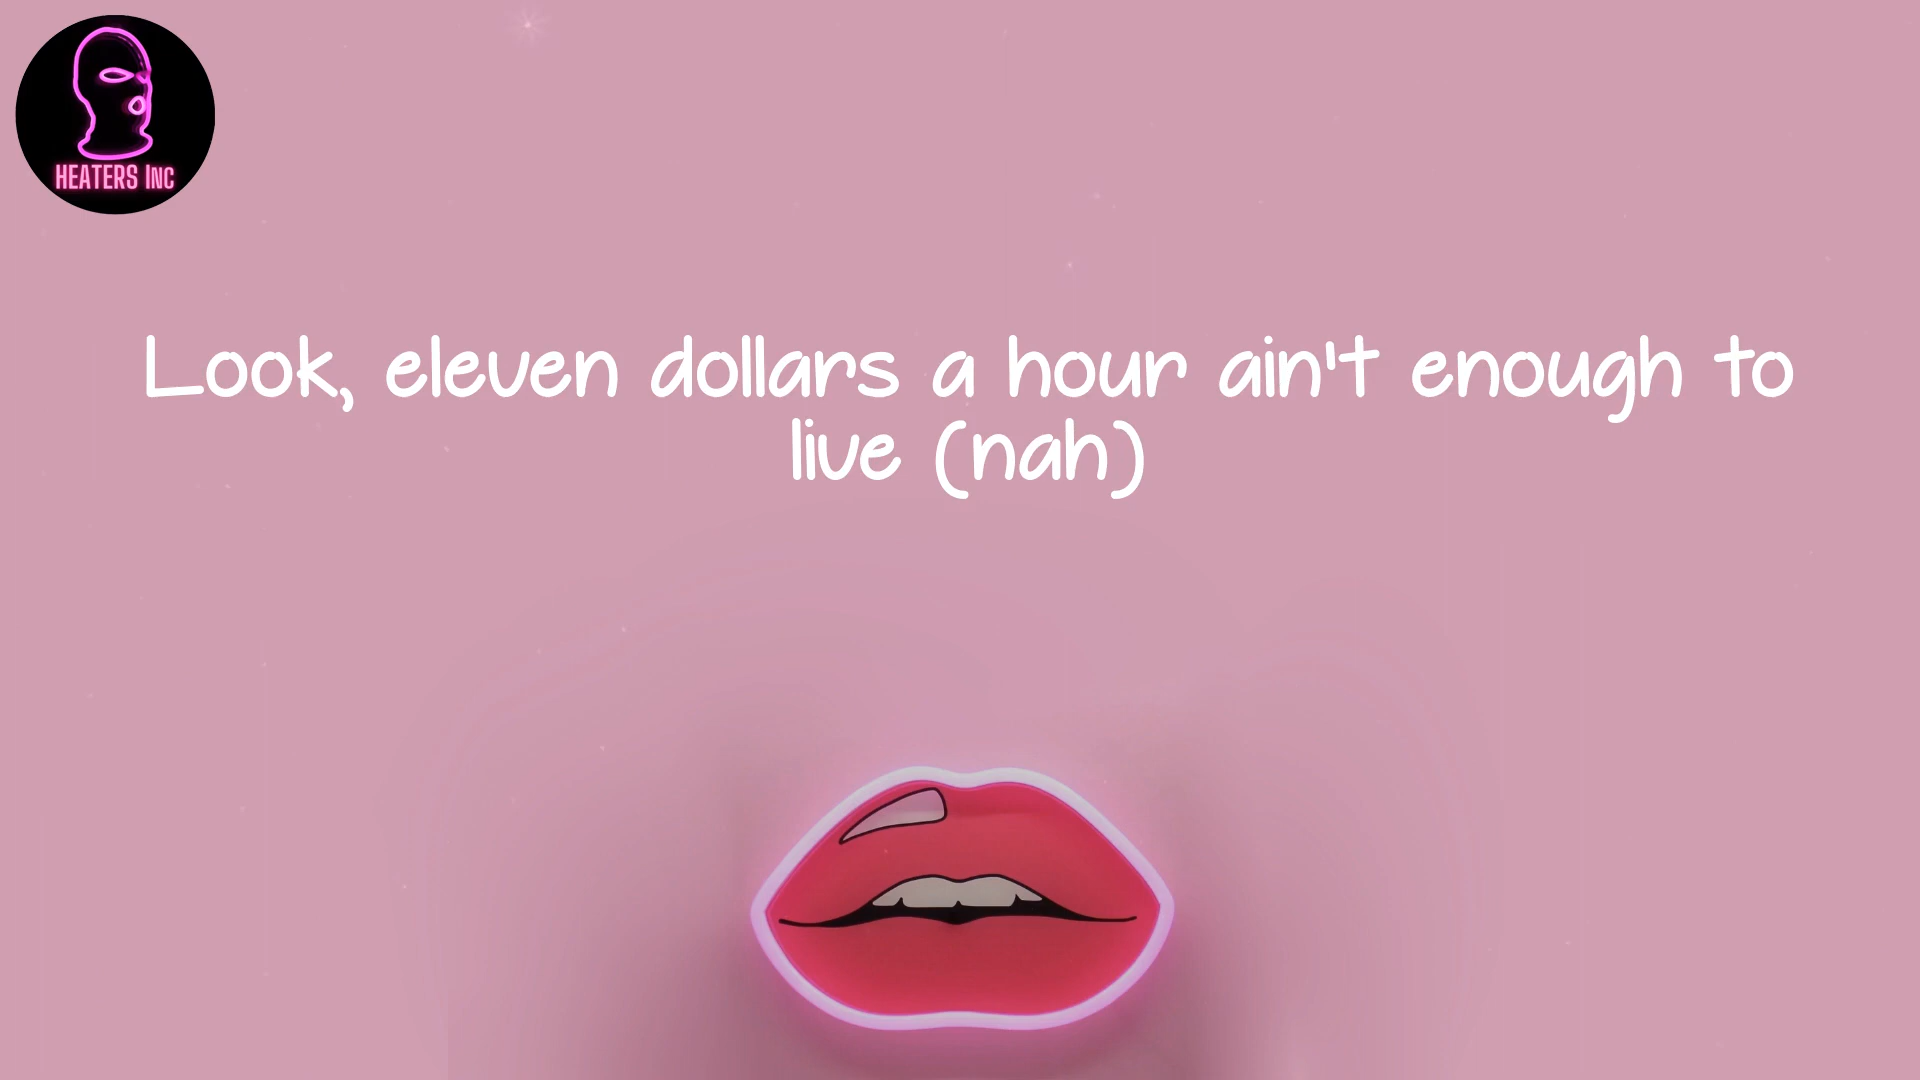 HEATERS INC
Look, eleven dollars a hour ain't enough to
live (nah)